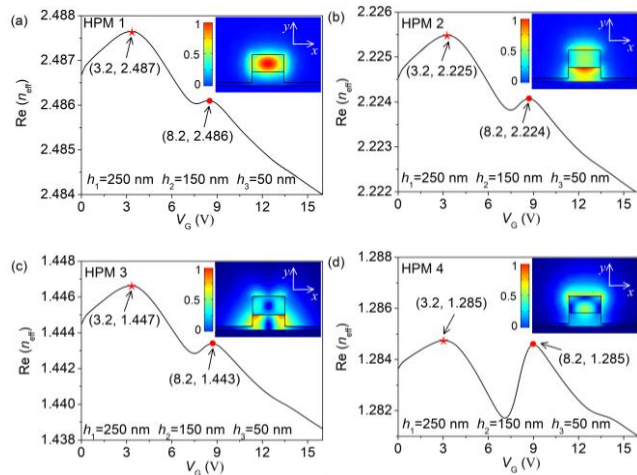 (a)
HPM 1
1
0.5
0
y
x
2.488
2.487
2.486
2.485
2.484
Re (neff)
(3.2, 2.487)
(8.2, 2.486)
h1=250 nm h2=150 nm h3=50 nm
0 3 6 9 12 15
VG (V)
(b)
HPM 2
1
0.5
0
y
x
2.226
2.225
2.224
2.223
2.222
Re (neff)
(3.2, 2.225)
(8.2, 2.224)
h1=250 nm h2=150 nm h3=50 nm
0 3 6 9 12 15
VG (V)
(c)
HPM 3
1
0.5
0
y
x
1.448
1.446
1.444
1.442
1.440
1.438
Re (neff)
(3.2, 1.447)
(8.2, 1.443)
h1=250 nm h2=150 nm h3=50 nm
0 3 6 9 12 15
VG (V)
(d)
HPM 4
1
0.5
0
y
x
1.288
1.286
1.284
1.282
Re (neff)
(3.2, 1.285)
(8.2, 1.285)
h1=250 nm h2=150 nm h3=50 nm
0 3 6 9 12 15
VG (V)